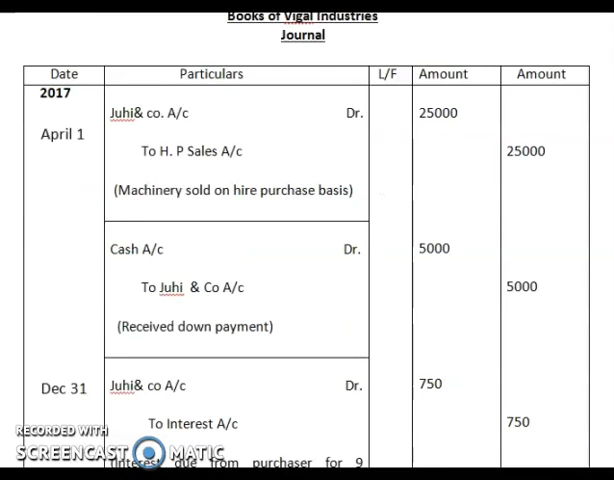 Books of Vigal Industries
Journal
Date Particulars L/F Amount Amount
2017
Juhi& co. A/c Dr. 25000
April 1
To H. P Sales A/c 25000
(Machinery sold on hire purchase basis)
Cash A/c Dr. 5000
To Juhi & Co A/c 5000
(Received down payment)
Dec 31 Juhi& co A/c Dr. 750
To Interest A/c 750
(Interest due from purchaser for 9
RECORDED WITH
SCREENCAST MATIC